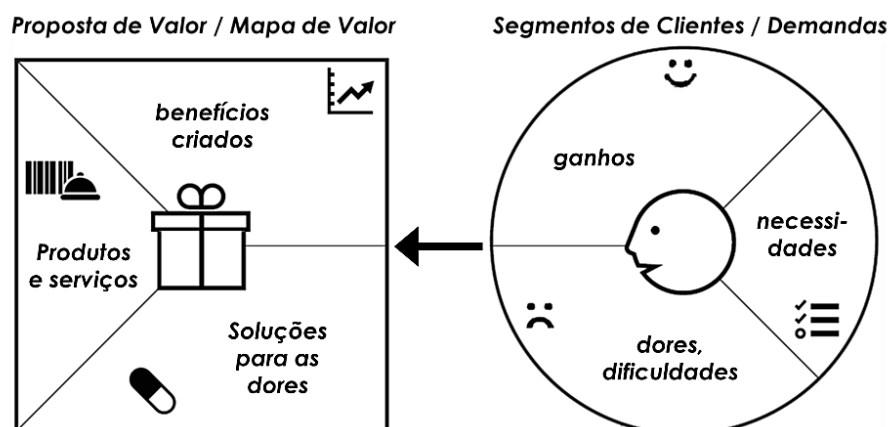 Proposta de Valor / Mapa de Valor
Segmentos de Clientes / Demandas
benefícios
criados
Produtos
e serviços
Soluções
para as
dores
ganhos
necessi-
dades
dores,
dificuldades